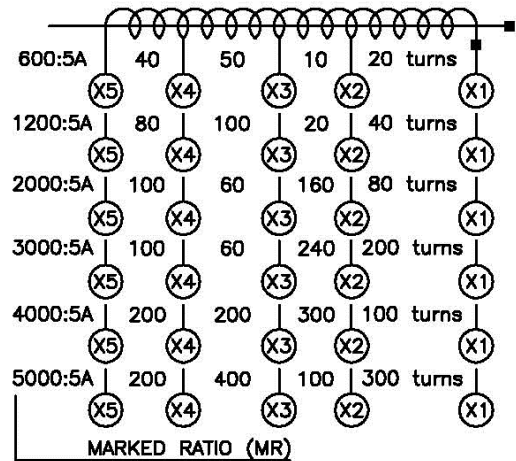 600:5A 40 50 10 20 turns
X5 X4 X3 X2 X1
1200:5A 80 100 20 40 turns
X5 X4 X3 X2 X1
2000:5A 100 60 160 80 turns
X5 X4 X3 X2 X1
3000:5A 100 60 240 200 turns
X5 X4 X3 X2 X1
4000:5A 200 200 300 100 turns
X5 X4 X3 X2 X1
5000:5A 200 400 100 300 turns
X5 X4 X3 X2 X1
MARKED RATIO (MR)